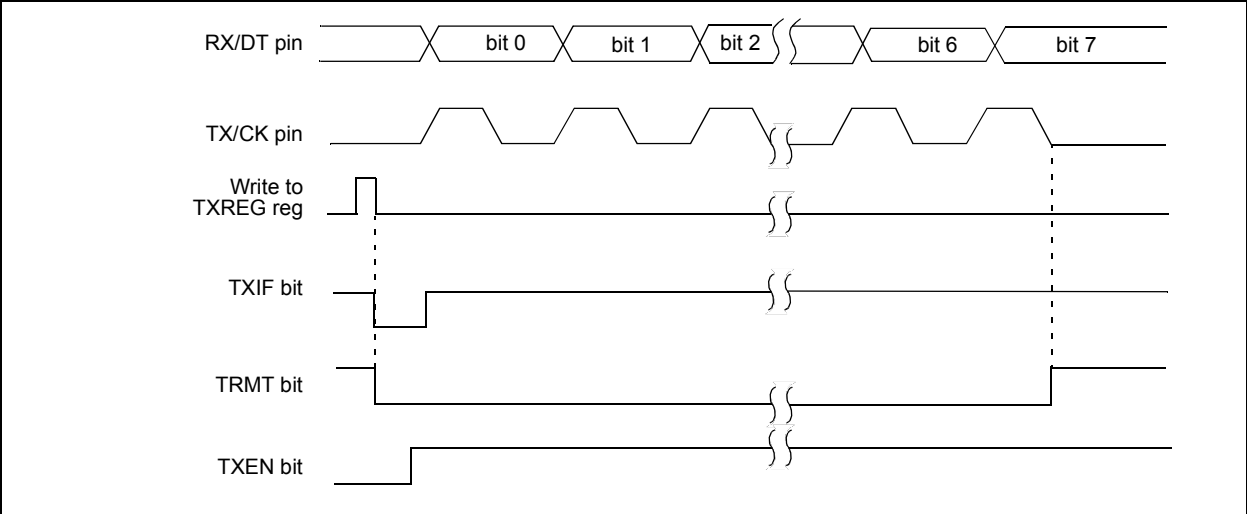 RX/DT pin
bit 0
bit 1
bit 2
bit 6
bit 7
TX/CK pin
Write to
TXREG reg
TXIF bit
TRMT bit
TXEN bit